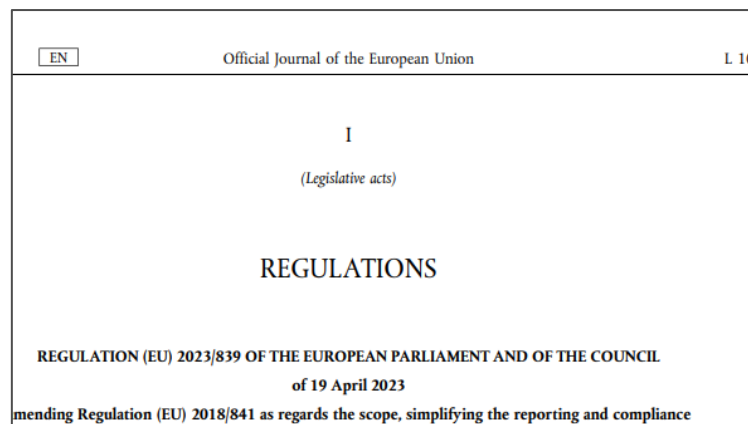 EN Official Journal of the European Union L
I
(Legislative acts)
REGULATIONS
REGULATION (EU) 2023/839 OF THE EUROPEAN PARLIAMENT AND OF THE COUNCIL
of 19 April 2023
mending Regulation (EU) 2018/841 as regards the scope, simplifying the reporting and compliance